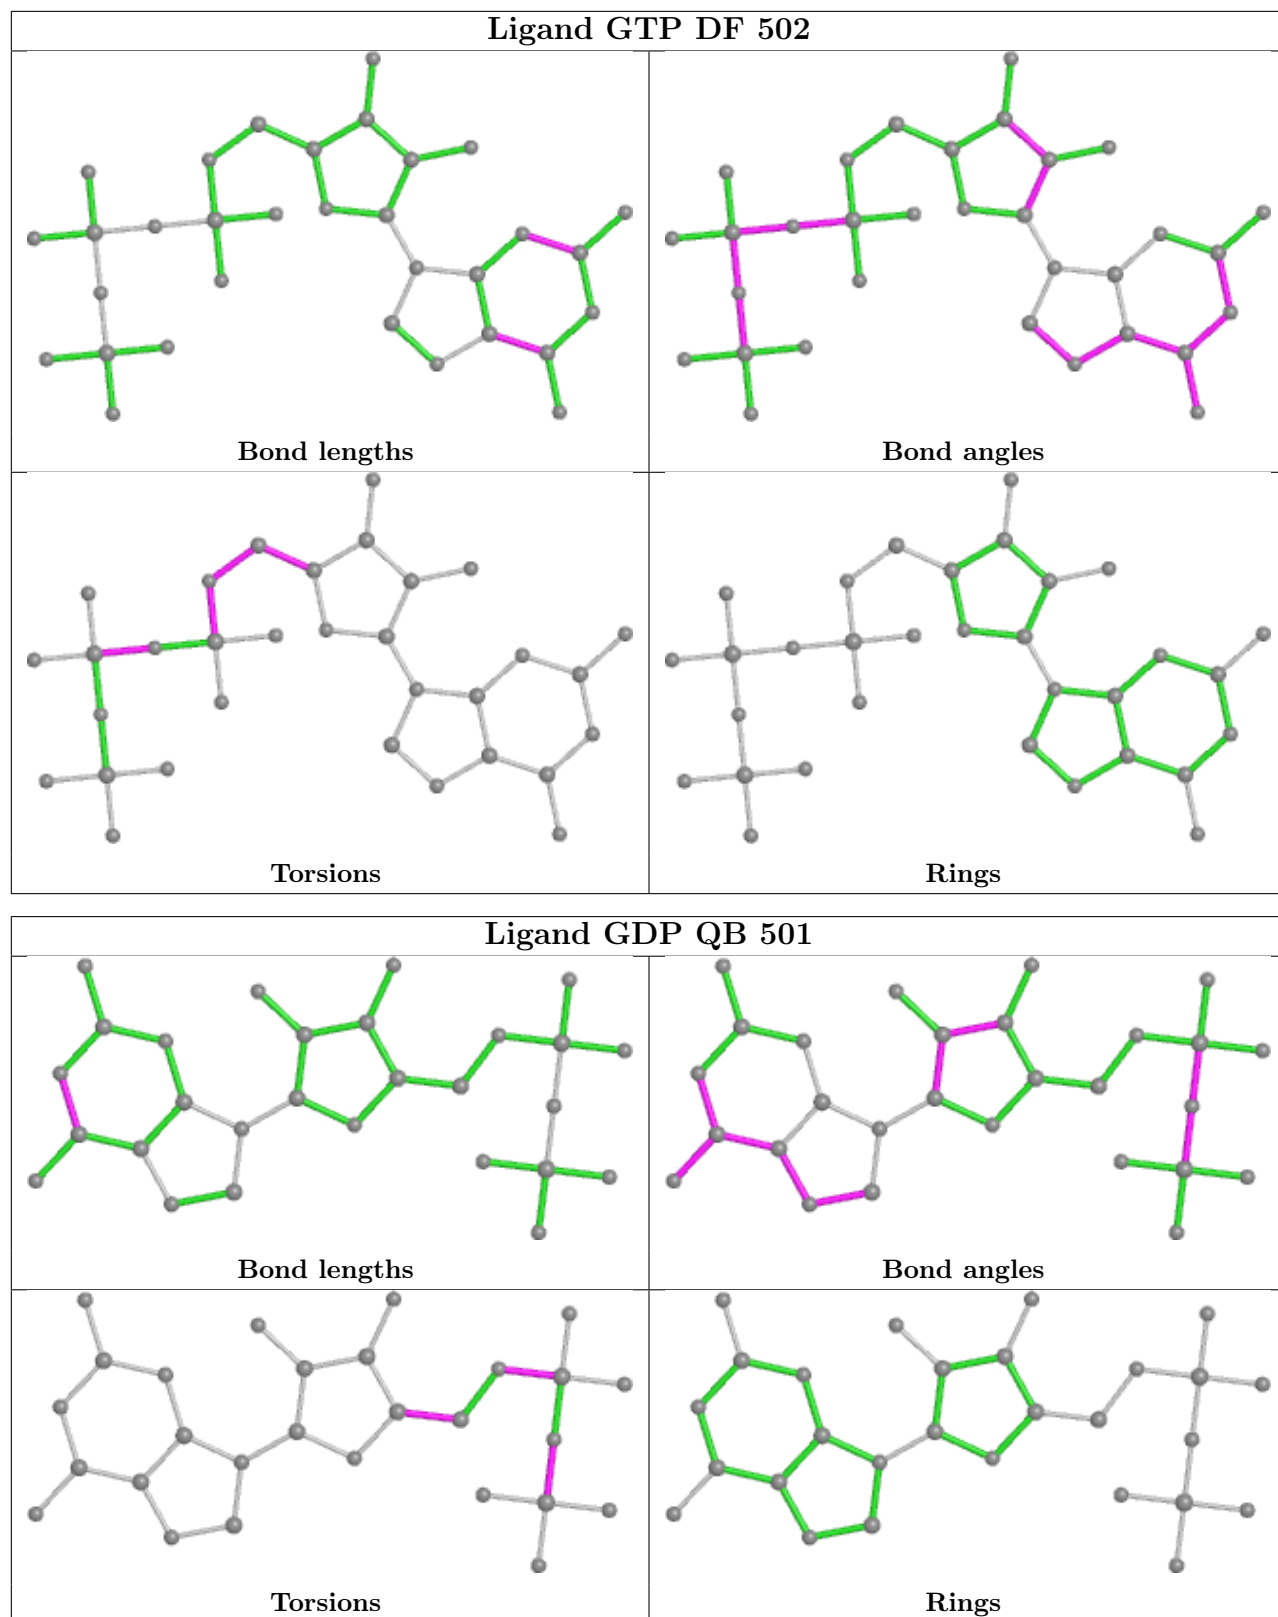 Ligand GTP DF 502
Bond lengths
Bond angles
Torsions
Rings
Ligand GDP QB 501
Bond lengths
Bond angles
Torsions
Rings